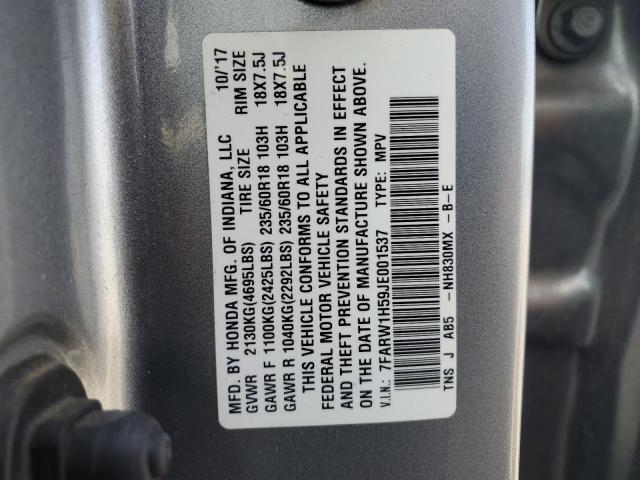 MFD. BY HONDA MFG. OF INDIANA, LLC 10/'17
GVWR 2130KG(4695LBS) TIRE SIZE RIM SIZE
GAWR F 1100KG(2425LBS) 235/60R18 103H 18X7.5J
GAWR R 1040KG(2292LBS) 235/60R18 103H 18X7.5J
THIS VEHICLE CONFORMS TO ALL APPLICABLE
FEDERAL MOTOR VEHICLE SAFETY
AND THEFT PREVENTION STANDARDS IN EFFECT
ON THE DATE OF MANUFACTURE SHOWN ABOVE.
V.I.N.: 7FARW1H59JE001537 TYPE: MPV
TNS J AB5 -NH830MX -B-E